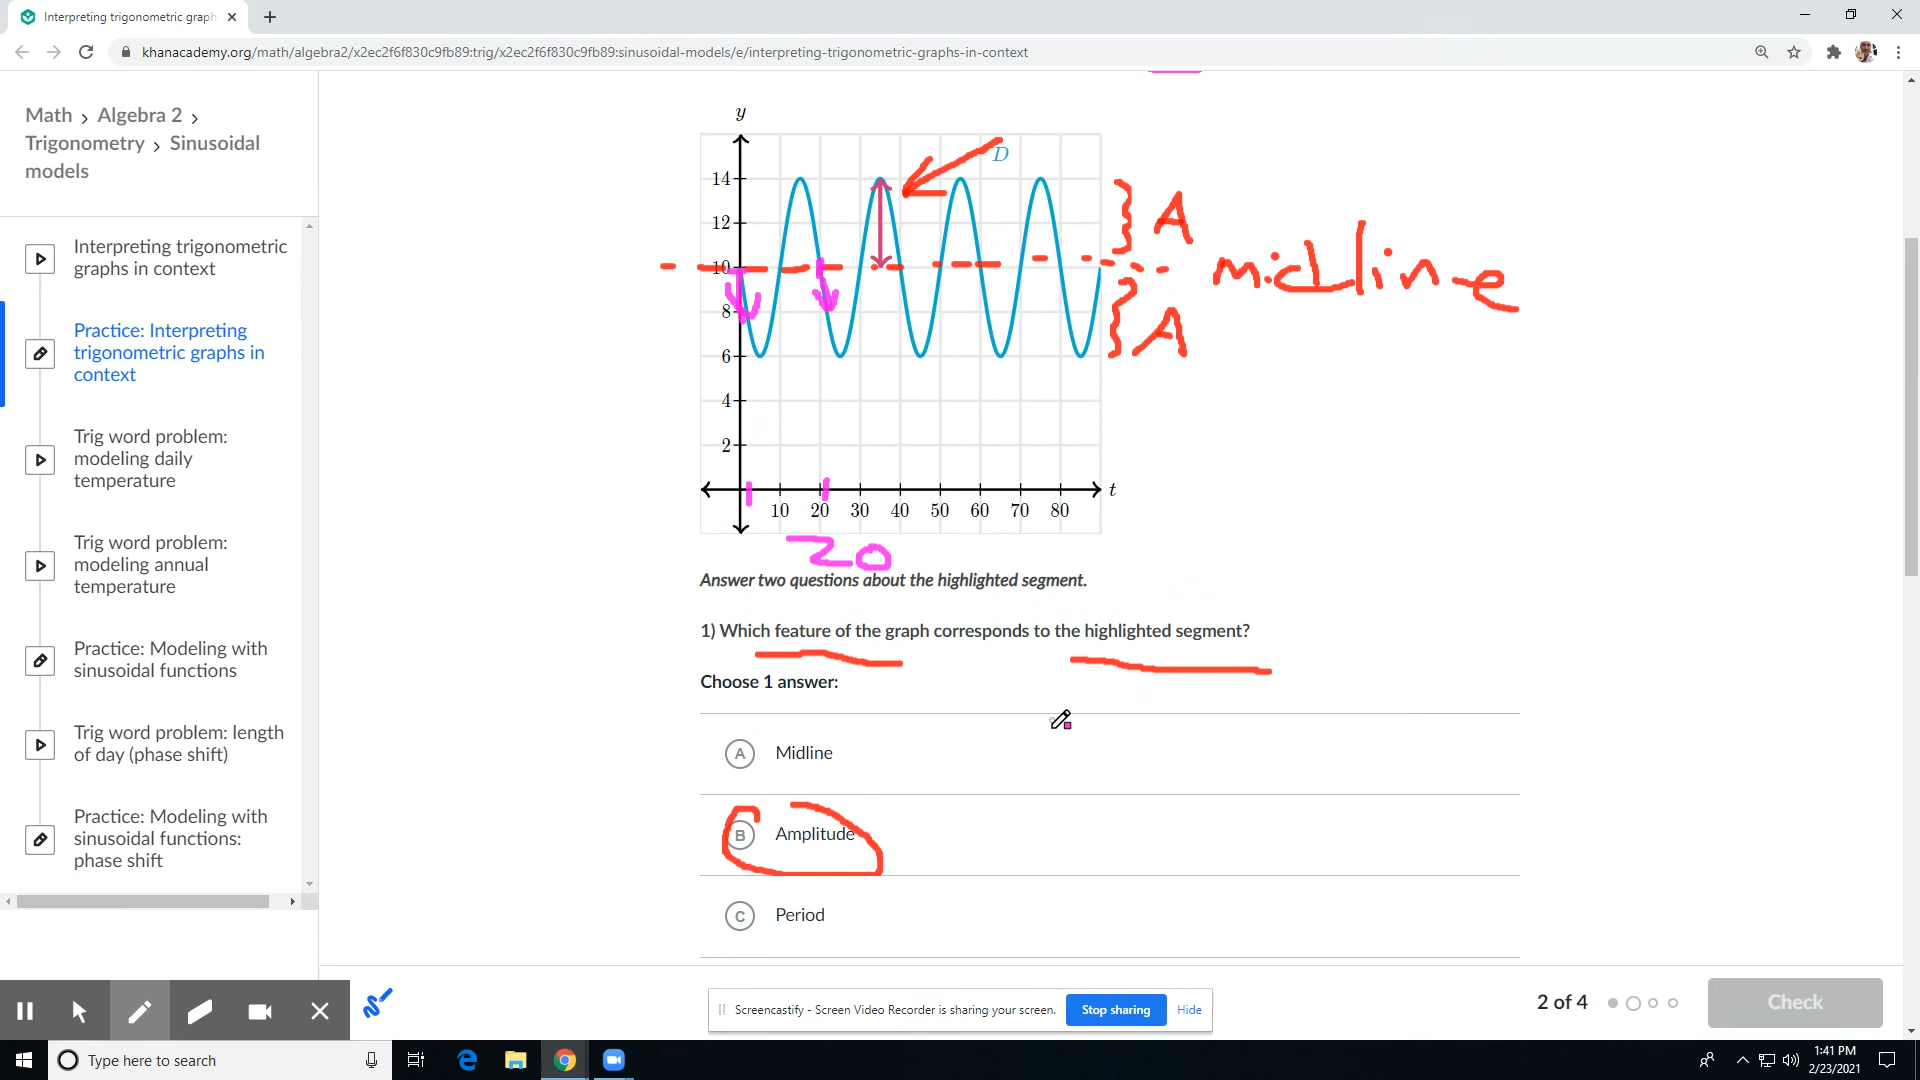 Interpreting trigonometric graph
khanacademy.org/math/algebra2/x2ec2f6f830c9fb89:trig/x2ec2f6f830c9fb89:sinusoidal-models/e/interpreting-trigonometric-graphs-in-context
Math > Algebra 2 >
Trigonometry > Sinusoidal
models
Interpreting trigonometric
graphs in context
Practice: Interpreting
trigonometric graphs in
context
Trig word problem:
modeling daily
temperature
Trig word problem:
modeling annual
temperature
Practice: Modeling with
sinusoidal functions
Trig word problem: length
of day (phase shift)
Practice: Modeling with
sinusoidal functions:
phase shift
y
D
14
12
10
8
6
4
2
A
midline
A
10 20 30 40 50 60 70 80
t
20
Answer two questions about the highlighted segment.
1) Which feature of the graph corresponds to the highlighted segment?
Choose 1 answer:
A Midline
B Amplitude
C Period
Screencastify - Screen Video Recorder is sharing your screen. Stop sharing Hide
2 of 4
Check
Type here to search
1:41 PM
2/23/2021